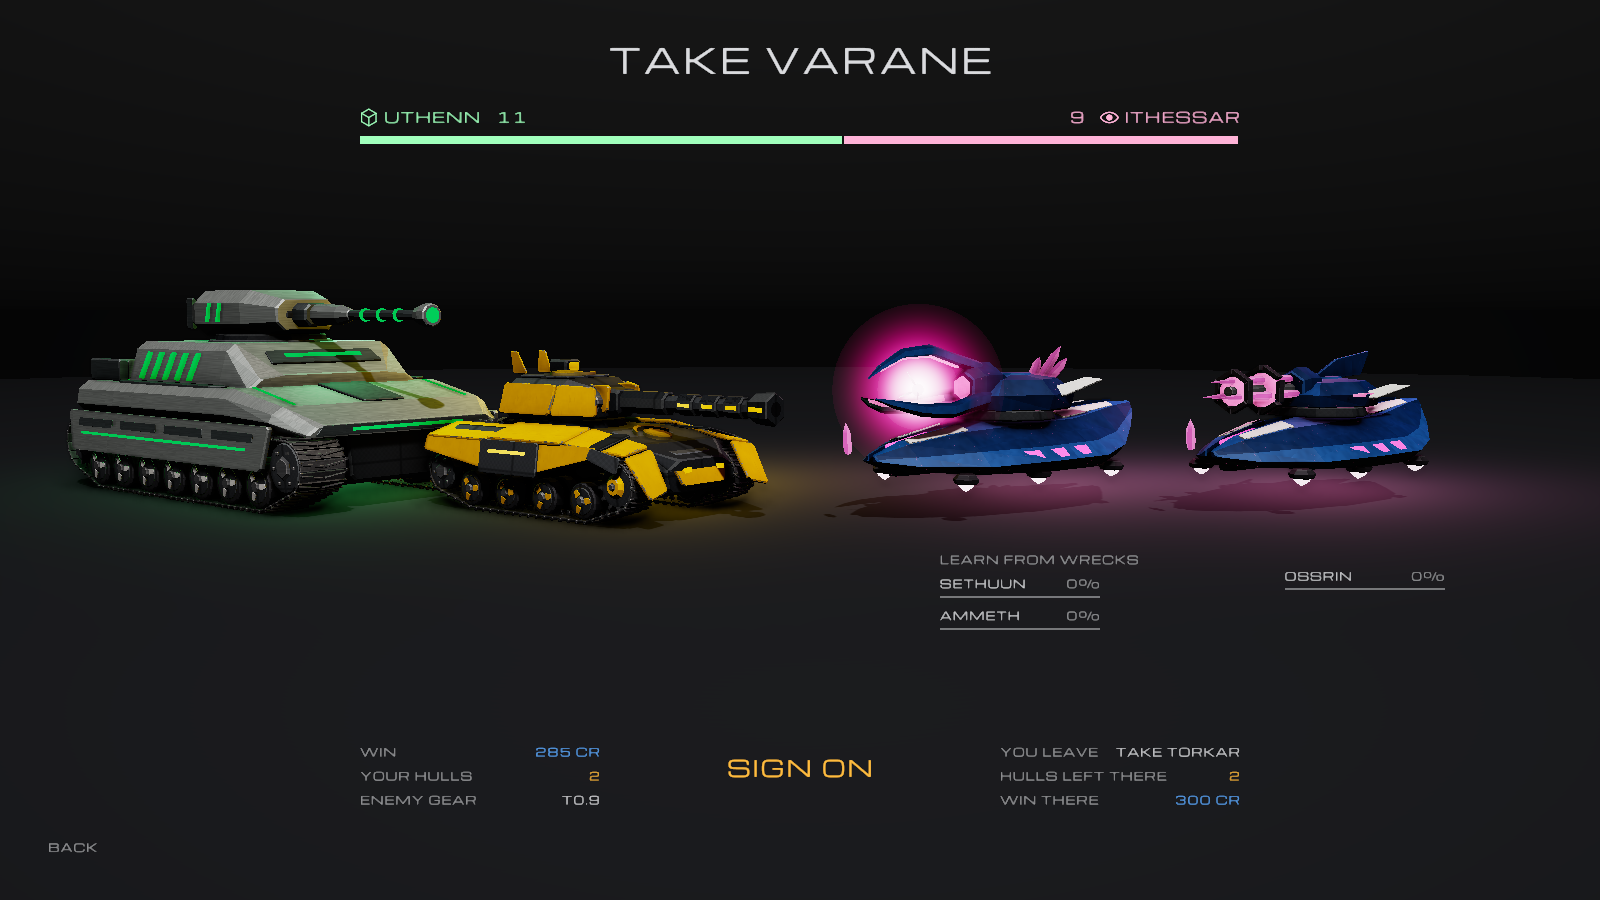 TAKE VARANE
UTHENN 11
9 ITHESSAR
LEARN FROM WRECKS
SETHUUN 0%
AMMETH 0%
OSSRIN 0%
WIN 285 CR
YOUR HULLS 2
ENEMY GEAR T0.9
SIGN ON
YOU LEAVE TAKE TORKAR
HULLS LEFT THERE 2
WIN THERE 300 CR
BACK